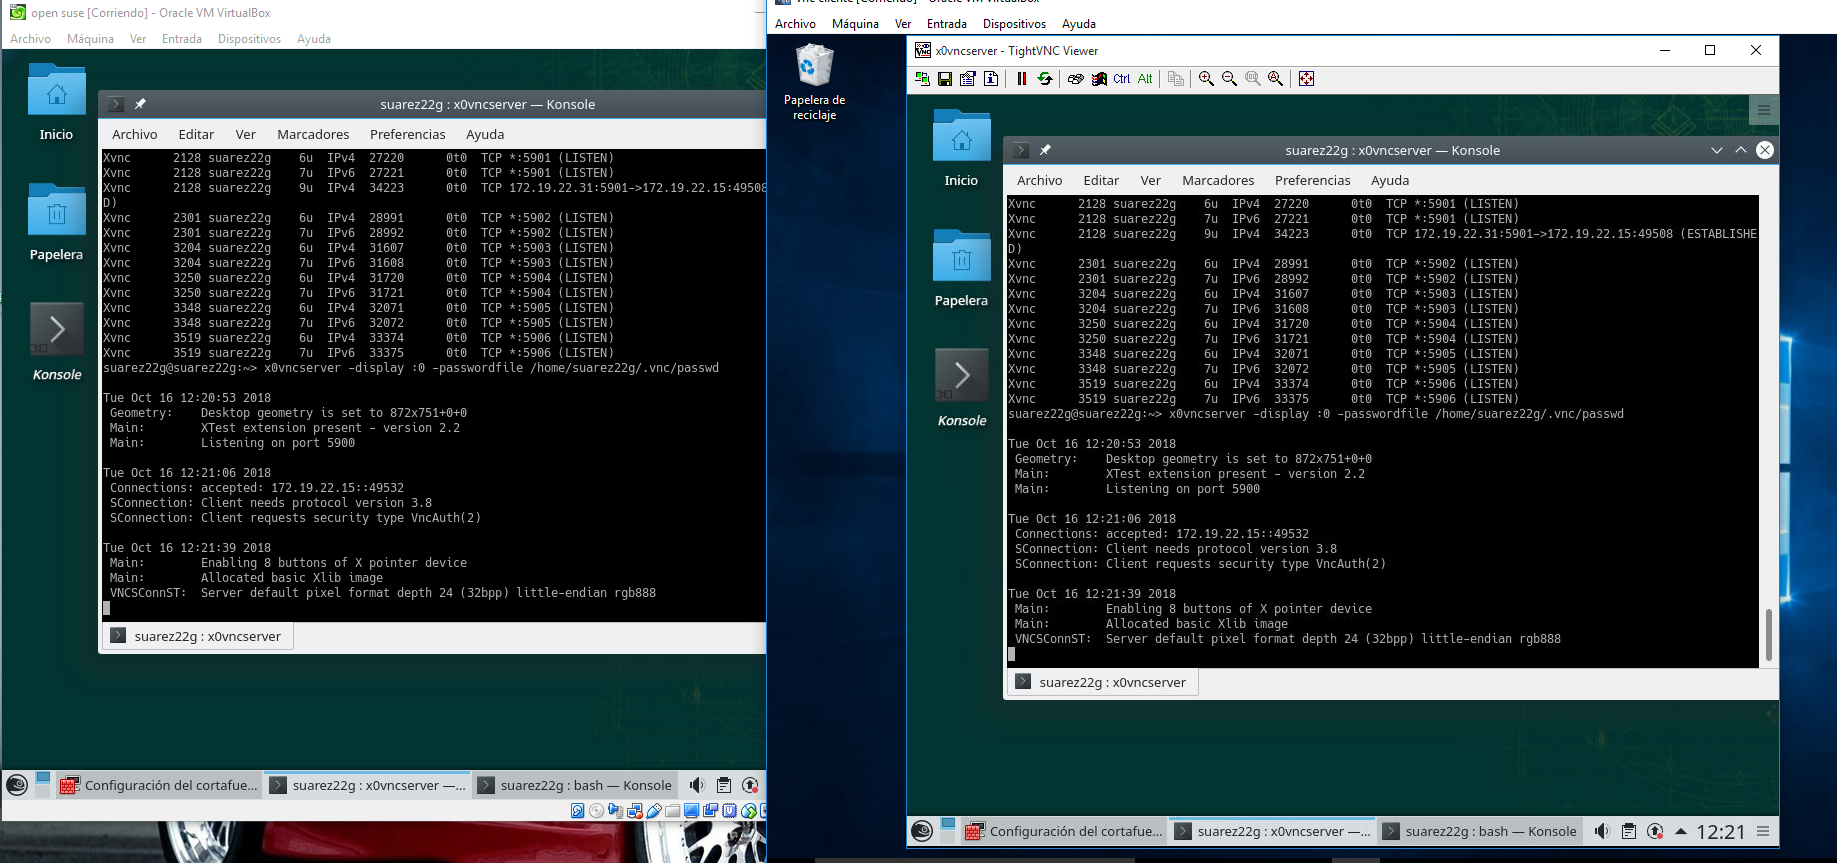 open suse [Corriendo] - Oracle VM VirtualBox
Archivo Máquina Ver Entrada Dispositivos Ayuda
Inicio
Papelera
Konsole
suarez22g : x0vncserver — Konsole
Archivo Editar Ver Marcadores Preferencias Ayuda
Xvnc 2128 suarez22g 6u IPv4 27220 0t0 TCP *:5901 (LISTEN)
Xvnc 2128 suarez22g 7u IPv6 27221 0t0 TCP *:5901 (LISTEN)
Xvnc 2128 suarez22g 9u IPv4 34223 0t0 TCP 172.19.22.31:5901->172.19.22.15:49508
D)
Xvnc 2301 suarez22g 6u IPv4 28991 0t0 TCP *:5902 (LISTEN)
Xvnc 2301 suarez22g 7u IPv6 28992 0t0 TCP *:5902 (LISTEN)
Xvnc 3204 suarez22g 6u IPv4 31607 0t0 TCP *:5903 (LISTEN)
Xvnc 3204 suarez22g 7u IPv6 31608 0t0 TCP *:5903 (LISTEN)
Xvnc 3250 suarez22g 6u IPv4 31720 0t0 TCP *:5904 (LISTEN)
Xvnc 3250 suarez22g 7u IPv6 31721 0t0 TCP *:5904 (LISTEN)
Xvnc 3348 suarez22g 6u IPv4 32071 0t0 TCP *:5905 (LISTEN)
Xvnc 3348 suarez22g 7u IPv6 32072 0t0 TCP *:5905 (LISTEN)
Xvnc 3519 suarez22g 6u IPv4 33374 0t0 TCP *:5906 (LISTEN)
Xvnc 3519 suarez22g 7u IPv6 33375 0t0 TCP *:5906 (LISTEN)
suarez22g@suarez22g:~> x0vncserver -display :0 -passwordfile /home/suarez22g/.vnc/passwd
Tue Oct 16 12:20:53 2018
Geometry: Desktop geometry is set to 872x751+0+0
Main: XTest extension present - version 2.2
Main: Listening on port 5900
Tue Oct 16 12:21:06 2018
Connections: accepted: 172.19.22.15::49532
SConnection: Client needs protocol version 3.8
SConnection: Client requests security type VncAuth(2)
Tue Oct 16 12:21:39 2018
Main: Enabling 8 buttons of X pointer device
Main: Allocated basic Xlib image
VNCSConnST: Server default pixel format depth 24 (32bpp) little-endian rgb888
suarez22g : x0vncserver
Configuración del cortafue...
suarez22g : x0vncserver —...
suarez22g : bash — Konsole
vnc cliente [Corriendo] - Oracle VM VirtualBox
Archivo Máquina Ver Entrada Dispositivos Ayuda
Papelera de
reciclaje
x0vncserver - TightVNC Viewer
Ctrl Alt
Inicio
Papelera
Konsole
suarez22g : x0vncserver — Konsole
Archivo Editar Ver Marcadores Preferencias Ayuda
Xvnc 2128 suarez22g 6u IPv4 27220 0t0 TCP *:5901 (LISTEN)
Xvnc 2128 suarez22g 7u IPv6 27221 0t0 TCP *:5901 (LISTEN)
Xvnc 2128 suarez22g 9u IPv4 34223 0t0 TCP 172.19.22.31:5901->172.19.22.15:49508 (ESTABLISHE
D)
Xvnc 2301 suarez22g 6u IPv4 28991 0t0 TCP *:5902 (LISTEN)
Xvnc 2301 suarez22g 7u IPv6 28992 0t0 TCP *:5902 (LISTEN)
Xvnc 3204 suarez22g 6u IPv4 31607 0t0 TCP *:5903 (LISTEN)
Xvnc 3204 suarez22g 7u IPv6 31608 0t0 TCP *:5903 (LISTEN)
Xvnc 3250 suarez22g 6u IPv4 31720 0t0 TCP *:5904 (LISTEN)
Xvnc 3250 suarez22g 7u IPv6 31721 0t0 TCP *:5904 (LISTEN)
Xvnc 3348 suarez22g 6u IPv4 32071 0t0 TCP *:5905 (LISTEN)
Xvnc 3348 suarez22g 7u IPv6 32072 0t0 TCP *:5905 (LISTEN)
Xvnc 3519 suarez22g 6u IPv4 33374 0t0 TCP *:5906 (LISTEN)
Xvnc 3519 suarez22g 7u IPv6 33375 0t0 TCP *:5906 (LISTEN)
suarez22g@suarez22g:~> x0vncserver -display :0 -passwordfile /home/suarez22g/.vnc/passwd
Tue Oct 16 12:20:53 2018
Geometry: Desktop geometry is set to 872x751+0+0
Main: XTest extension present - version 2.2
Main: Listening on port 5900
Tue Oct 16 12:21:06 2018
Connections: accepted: 172.19.22.15::49532
SConnection: Client needs protocol version 3.8
SConnection: Client requests security type VncAuth(2)
Tue Oct 16 12:21:39 2018
Main: Enabling 8 buttons of X pointer device
Main: Allocated basic Xlib image
VNCSConnST: Server default pixel format depth 24 (32bpp) little-endian rgb888
suarez22g : x0vncserver
Configuración del cortafue...
suarez22g : x0vncserver —...
suarez22g : bash — Konsole
12:21